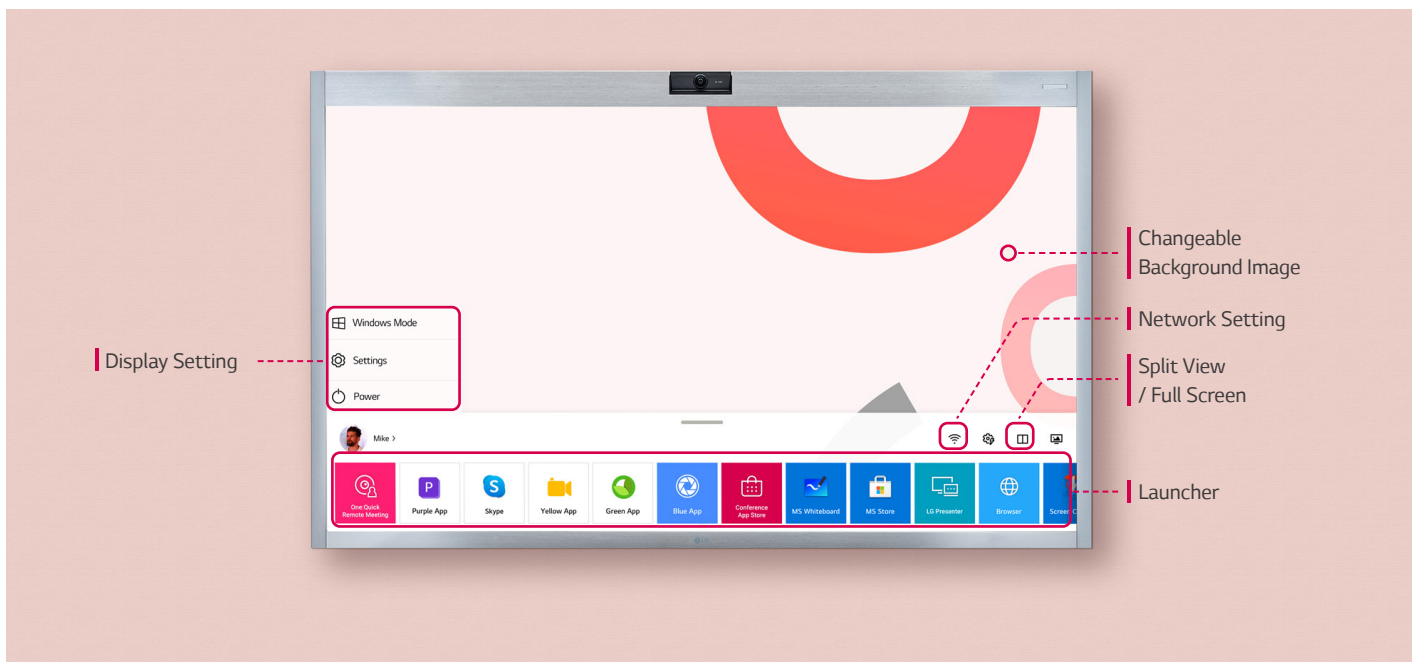 Changeable
Background Image
Windows Mode
Network Setting
Display Setting
Settings
Split View
/ Full Screen
Power
Mike >
One Quick
Remote Meeting
P
Purple App
S
Skype
Yellow App
Green App
Blue App
Conference
App Store
MS Whiteboard
MS Store
LG Presenter
Browser
Launcher
LG